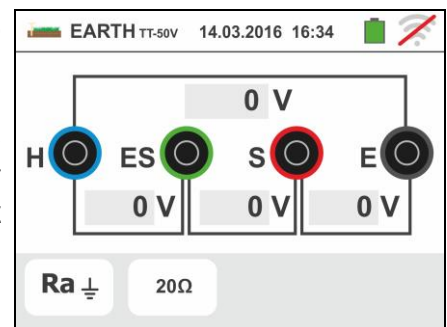 EARTH TT-50V 14.03.2016 16:34
0 V
H ES S E
0 V 0 V 0 V
Ra 20Ω